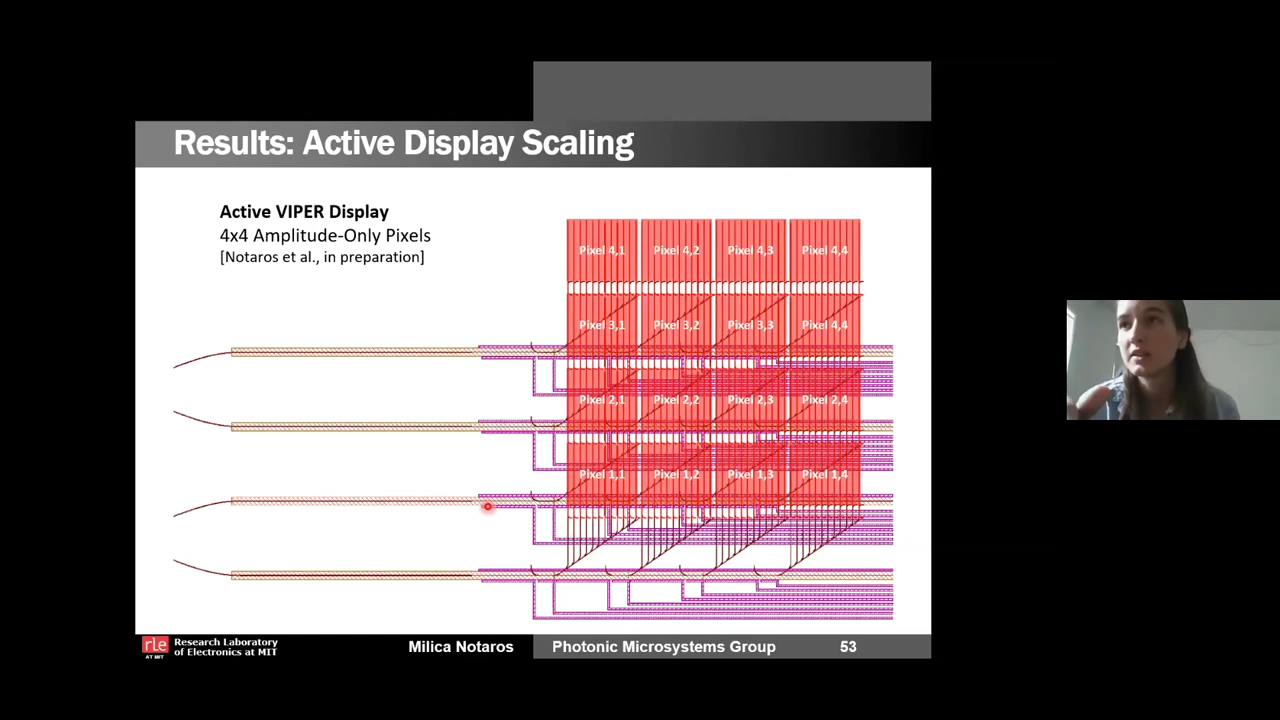 Results: Active Display Scaling
Active VIPER Display
4x4 Amplitude-Only Pixels
[Notaros et al., in preparation]
Pixel 4,1 Pixel 4,2 Pixel 4,3 Pixel 4,4
Pixel 3,1 Pixel 3,2 Pixel 3,3 Pixel 4,4
Pixel 2,1 Pixel 2,2 Pixel 2,3 Pixel 2,4
Pixel 1,1 Pixel 1,2 Pixel 1,3 Pixel 1,4
rle
AT MIT
Research Laboratory
of Electronics at MIT
Milica Notaros
Photonic Microsystems Group
53